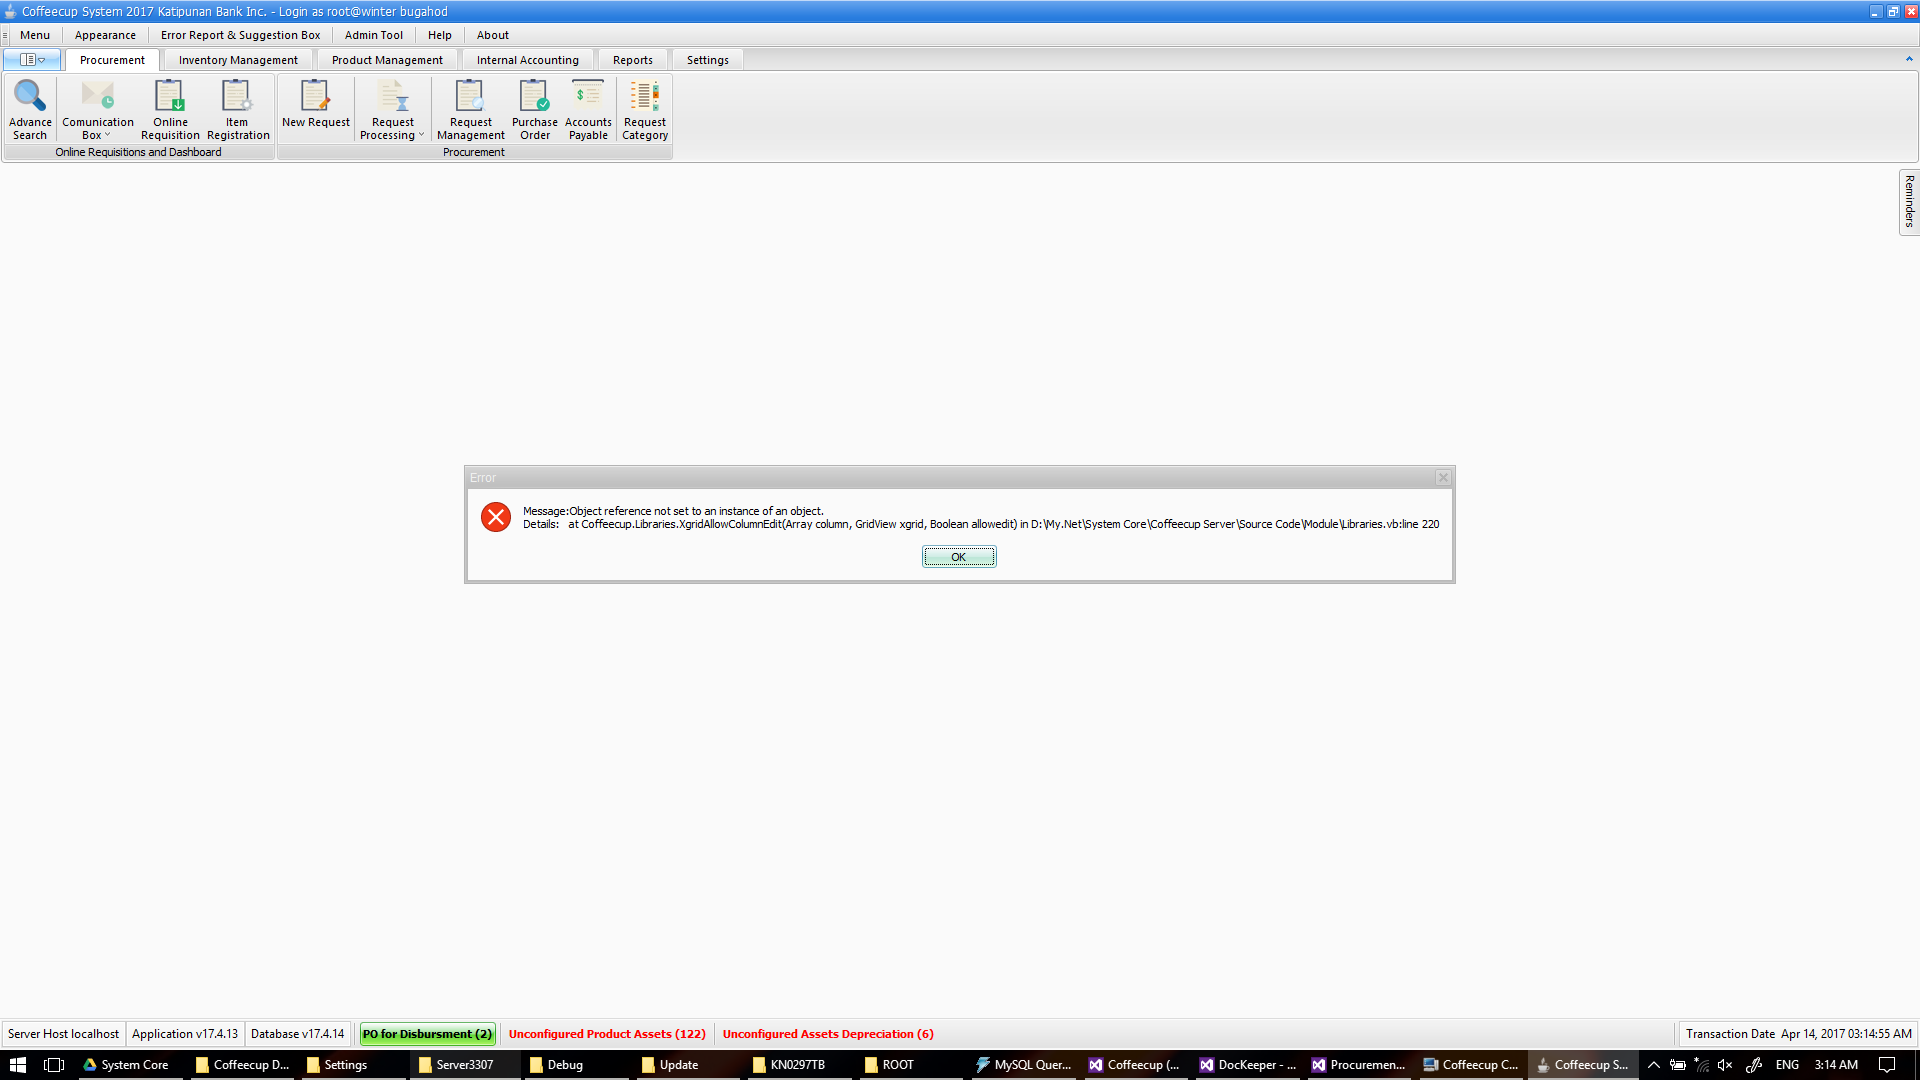 Coffeecup System 2017 Katipunan Bank Inc. - Login as root@winter bugahod
Menu Appearance Error Report & Suggestion Box Admin Tool Help About
Procurement Inventory Management Product Management Internal Accounting Reports Settings
Advance Search
Comunication Box
Online Requisition
Item Registration
New Request
Request Processing
Request Management
Purchase Order
Accounts Payable
Request Category
Online Requisitions and Dashboard
Procurement
Reminders
Error
Message:Object reference not set to an instance of an object.
Details: at Coffeecup.Libraries.XgridAllowColumnEdit(Array column, GridView xgrid, Boolean allowedit) in D:\My.Net\System Core\Coffeecup Server\Source Code\Module\Libraries.vb:line 220
OK
Server Host localhost Application v17.4.13 Database v17.4.14 PO for Disbursment (2) Unconfigured Product Assets (122) Unconfigured Assets Depreciation (6) Transaction Date Apr 14, 2017 03:14:55 AM
System Core Coffeecup D... Settings Server3307 Debug Update KN0297TB ROOT MySQL Quer... Coffeecup (... DocKeeper - ... Procuremen... Coffeecup C... Coffeecup S... ENG 3:14 AM